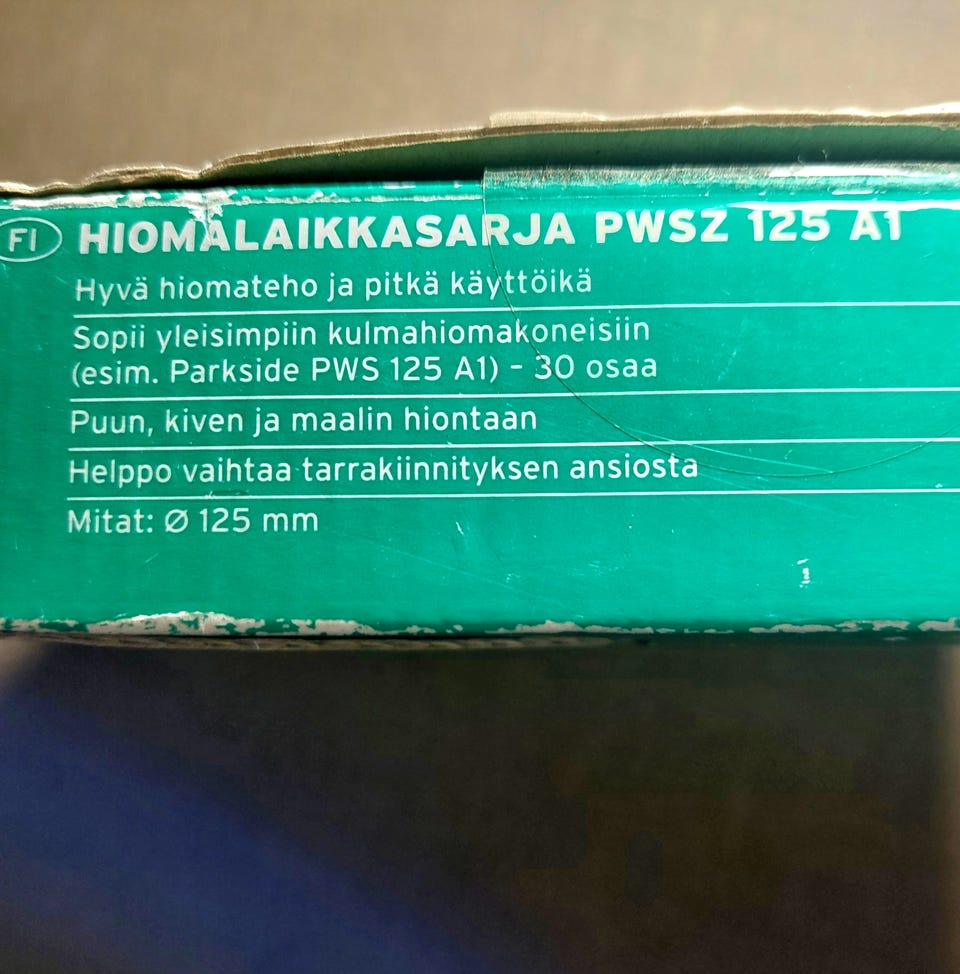 FI HIOMALAIKKASARJA PWSZ 125 A1
Hyvä hiomateho ja pitkä käyttöikä
Sopii yleisimpiin kulmahiomakoneisiin
(esim. Parkside PWS 125 A1) – 30 osaa
Puun, kiven ja maalin hiontaan
Helppo vaihtaa tarrakiinnityksen ansiosta
Mitat: Ø 125 mm